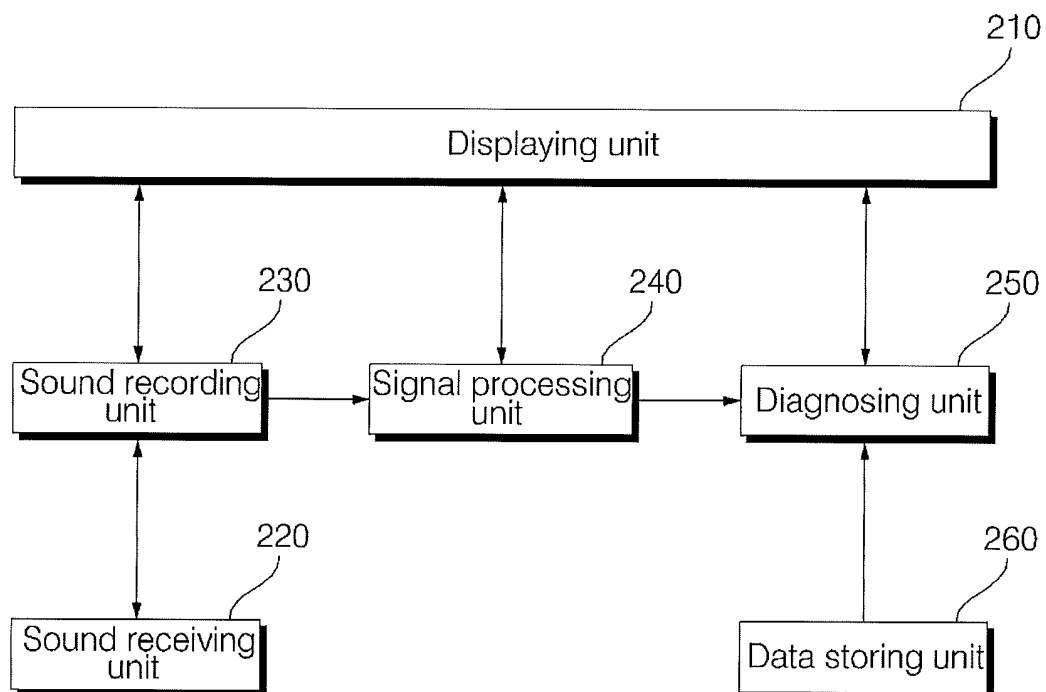 210
Displaying unit
230
240
250
Sound recording
unit
Signal processing
unit
Diagnosing unit
220
260
Sound receiving
unit
Data storing unit